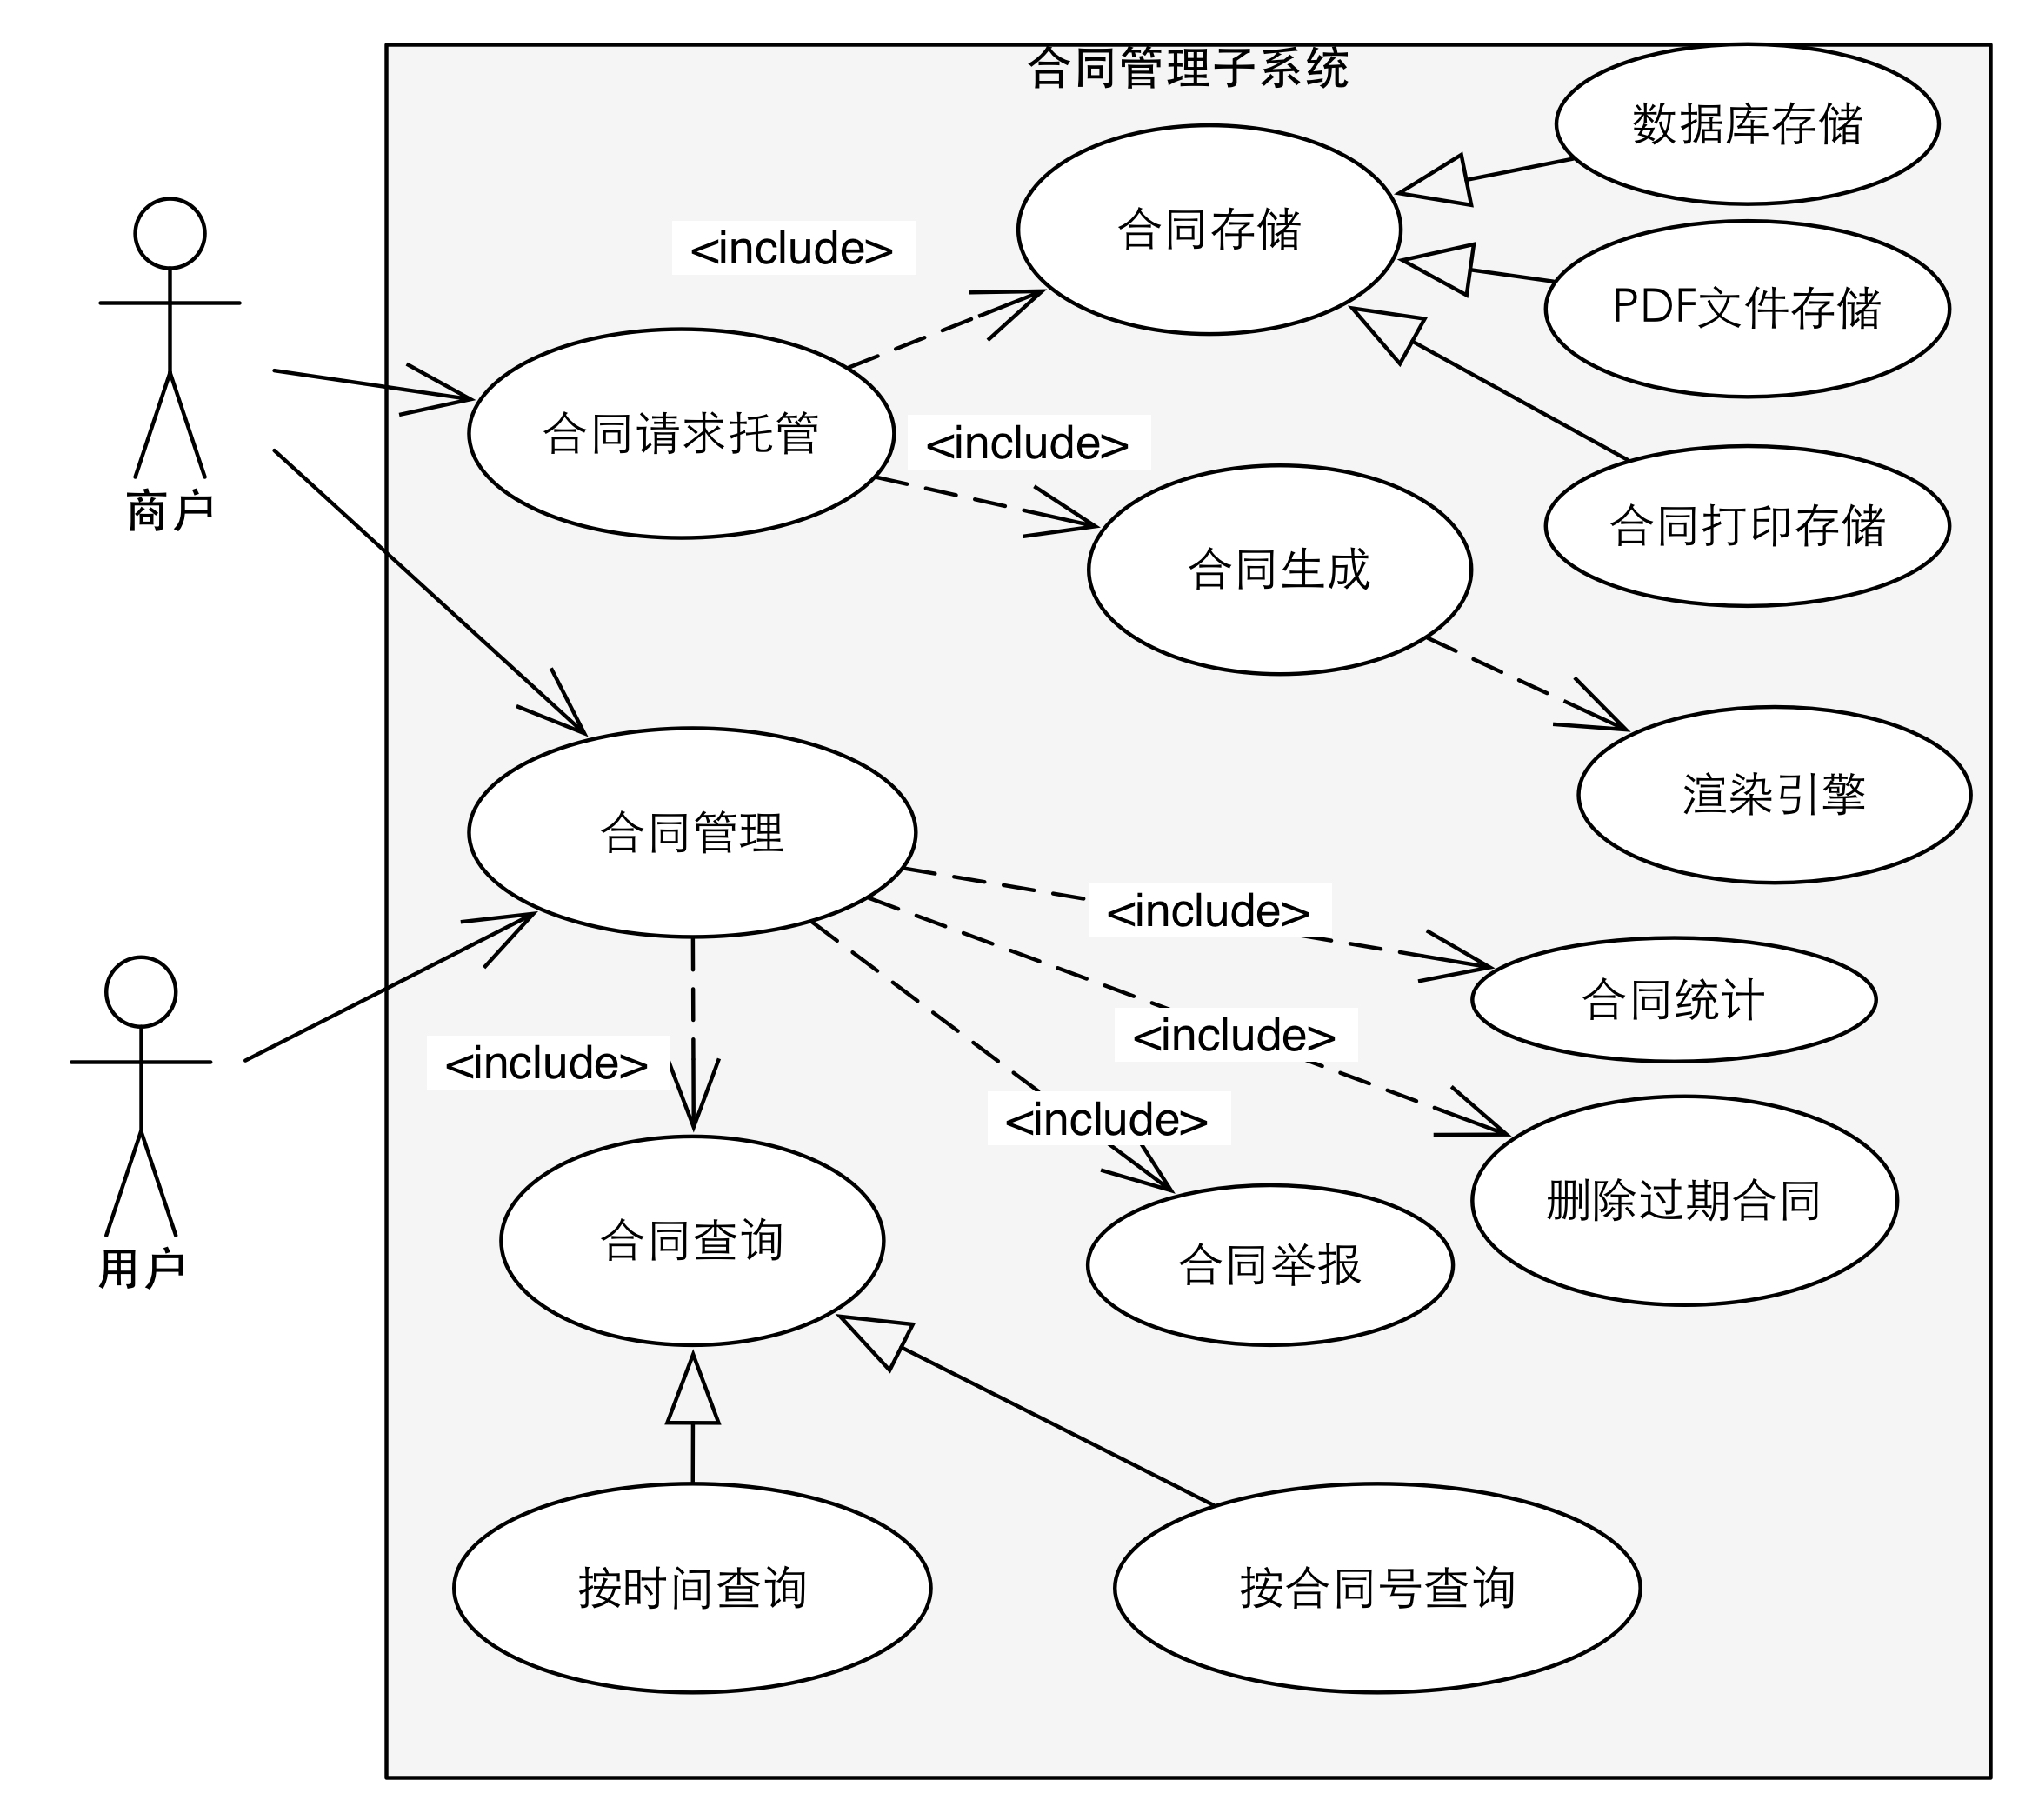 合同管理子系统
数据库存储
合同存储
<include>
PDF文件存储
合同请求托管
<include>
商户
合同打印存储
合同生成
渲染引擎
合同管理
<include>
合同统计
<include>
<include>
<include>
删除过期合同
合同查询
合同举报
用户
按时间查询
按合同号查询